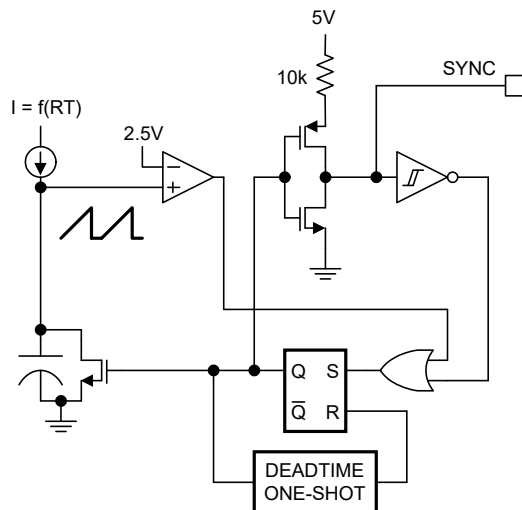 5V
SYNC
10k
I = f(RT)
2.5V
−
+
Q S
Q̅ R
DEADTIME
ONE-SHOT